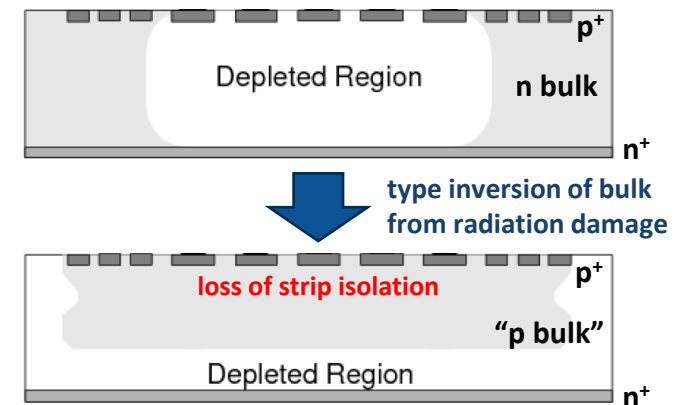 p+
Depleted Region
n bulk
n+
type inversion of bulk
from radiation damage
p+
loss of strip isolation
“p bulk”
Depleted Region
n+